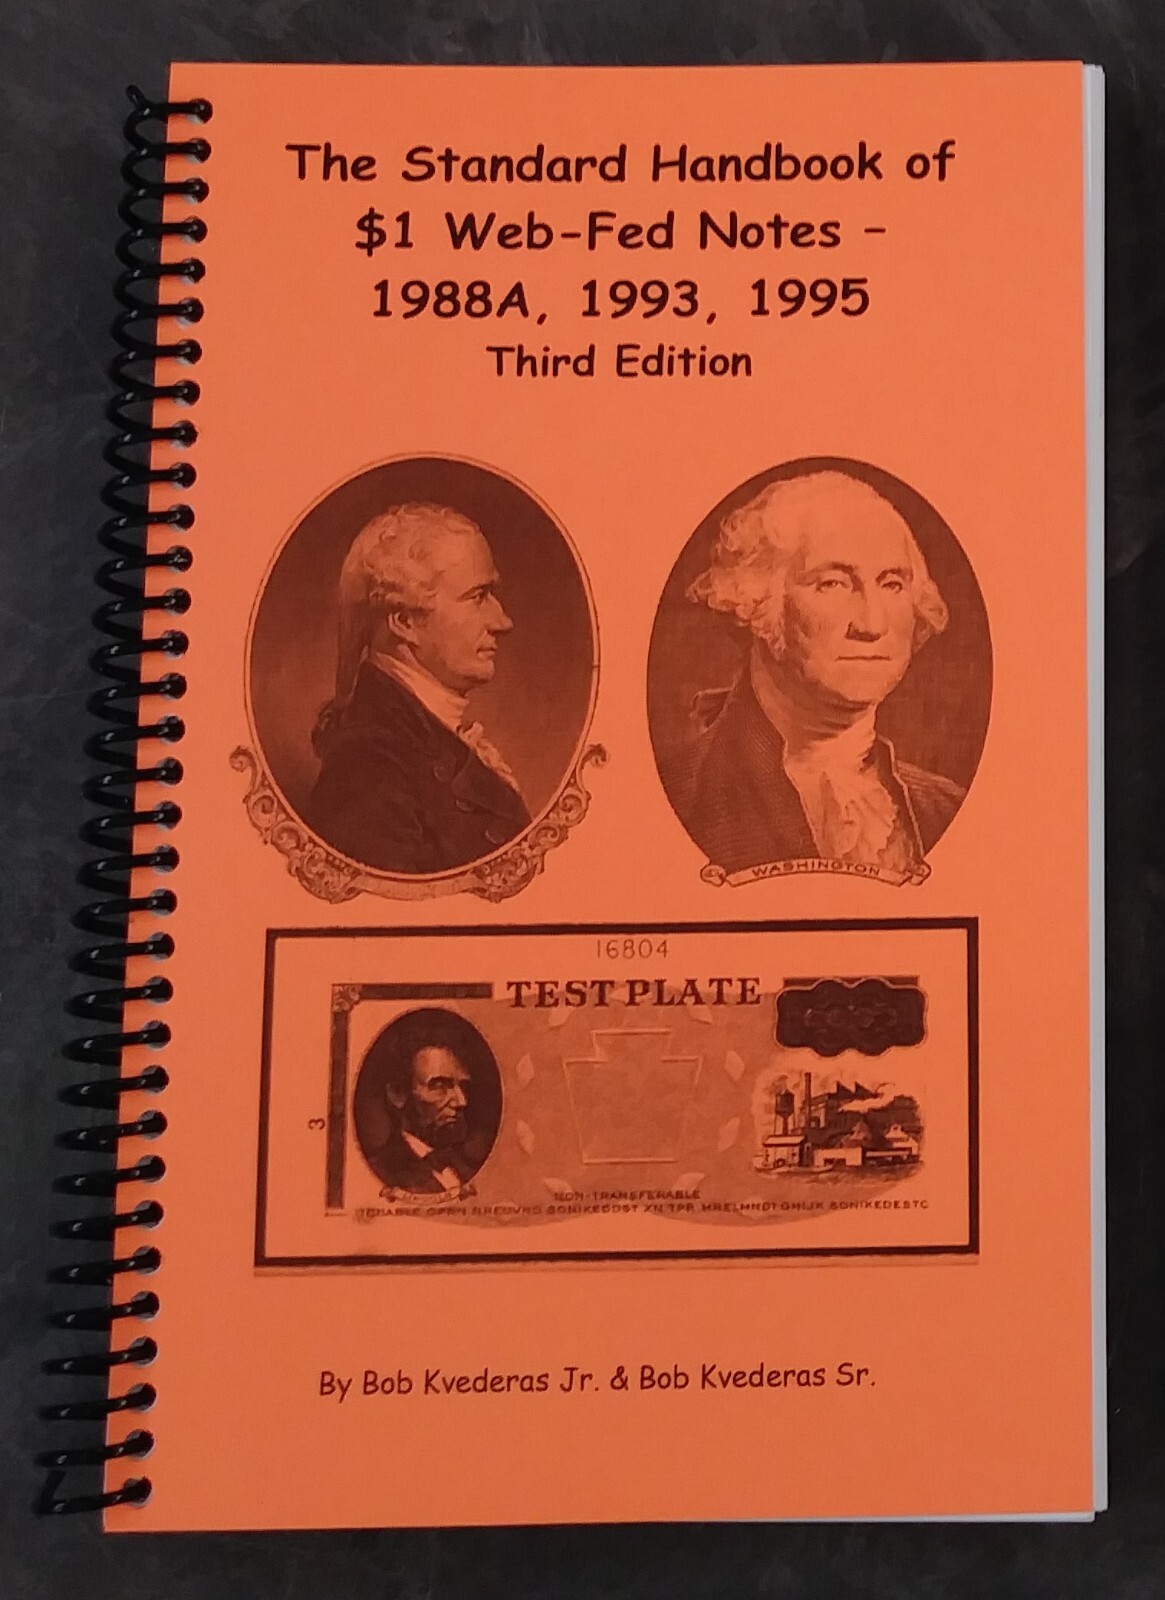 The Standard Handbook of
$1 Web-Fed Notes -
1988A, 1993, 1995
Third Edition
WASHINGTON
16804
TEST PLATE
3
NON-TRANSFERABLE
By Bob Kvederas Jr. & Bob Kvederas Sr.